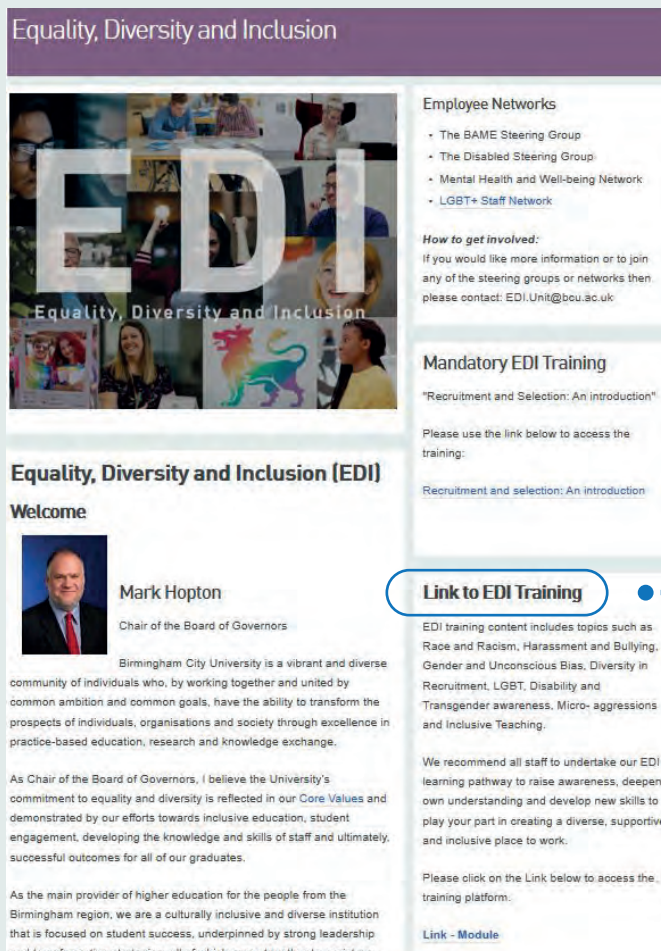 Equality, Diversity and Inclusion
EDI
Equality, Diversity and Inclusion
Equality, Diversity and Inclusion (EDI)
Welcome
Mark Hopton
Chair of the Board of Governors
Birmingham City University is a vibrant and diverse
community of individuals who, by working together and united by
common ambition and common goals, have the ability to transform the
prospects of individuals, organisations and society through excellence in
practice-based education, research and knowledge exchange.
As Chair of the Board of Governors, I believe the University's
commitment to equality and diversity is reflected in our Core Values and
demonstrated by our efforts towards inclusive education, student
engagement, developing the knowledge and skills of staff and ultimately,
successful outcomes for all of our graduates.
As the main provider of higher education for the people from the
Birmingham region, we are a culturally inclusive and diverse institution
that is focused on student success, underpinned by strong leadership
Employee Networks
• The BAME Steering Group
• The Disabled Steering Group
• Mental Health and Well-being Network
• LGBT+ Staff Network
How to get involved:
If you would like more information or to join
any of the steering groups or networks then
please contact: EDI.Unit@bcu.ac.uk
Mandatory EDI Training
"Recruitment and Selection: An introduction"
Please use the link below to access the
training:
Recruitment and selection: An introduction
Link to EDI Training
EDI training content includes topics such as
Race and Racism, Harassment and Bullying,
Gender and Unconscious Bias, Diversity in
Recruitment, LGBT, Disability and
Transgender awareness, Micro- aggressions
and Inclusive Teaching.
We recommend all staff to undertake our EDI
learning pathway to raise awareness, deepen
own understanding and develop new skills to
play your part in creating a diverse, supportive
and inclusive place to work.
Please click on the Link below to access the
training platform.
Link - Module